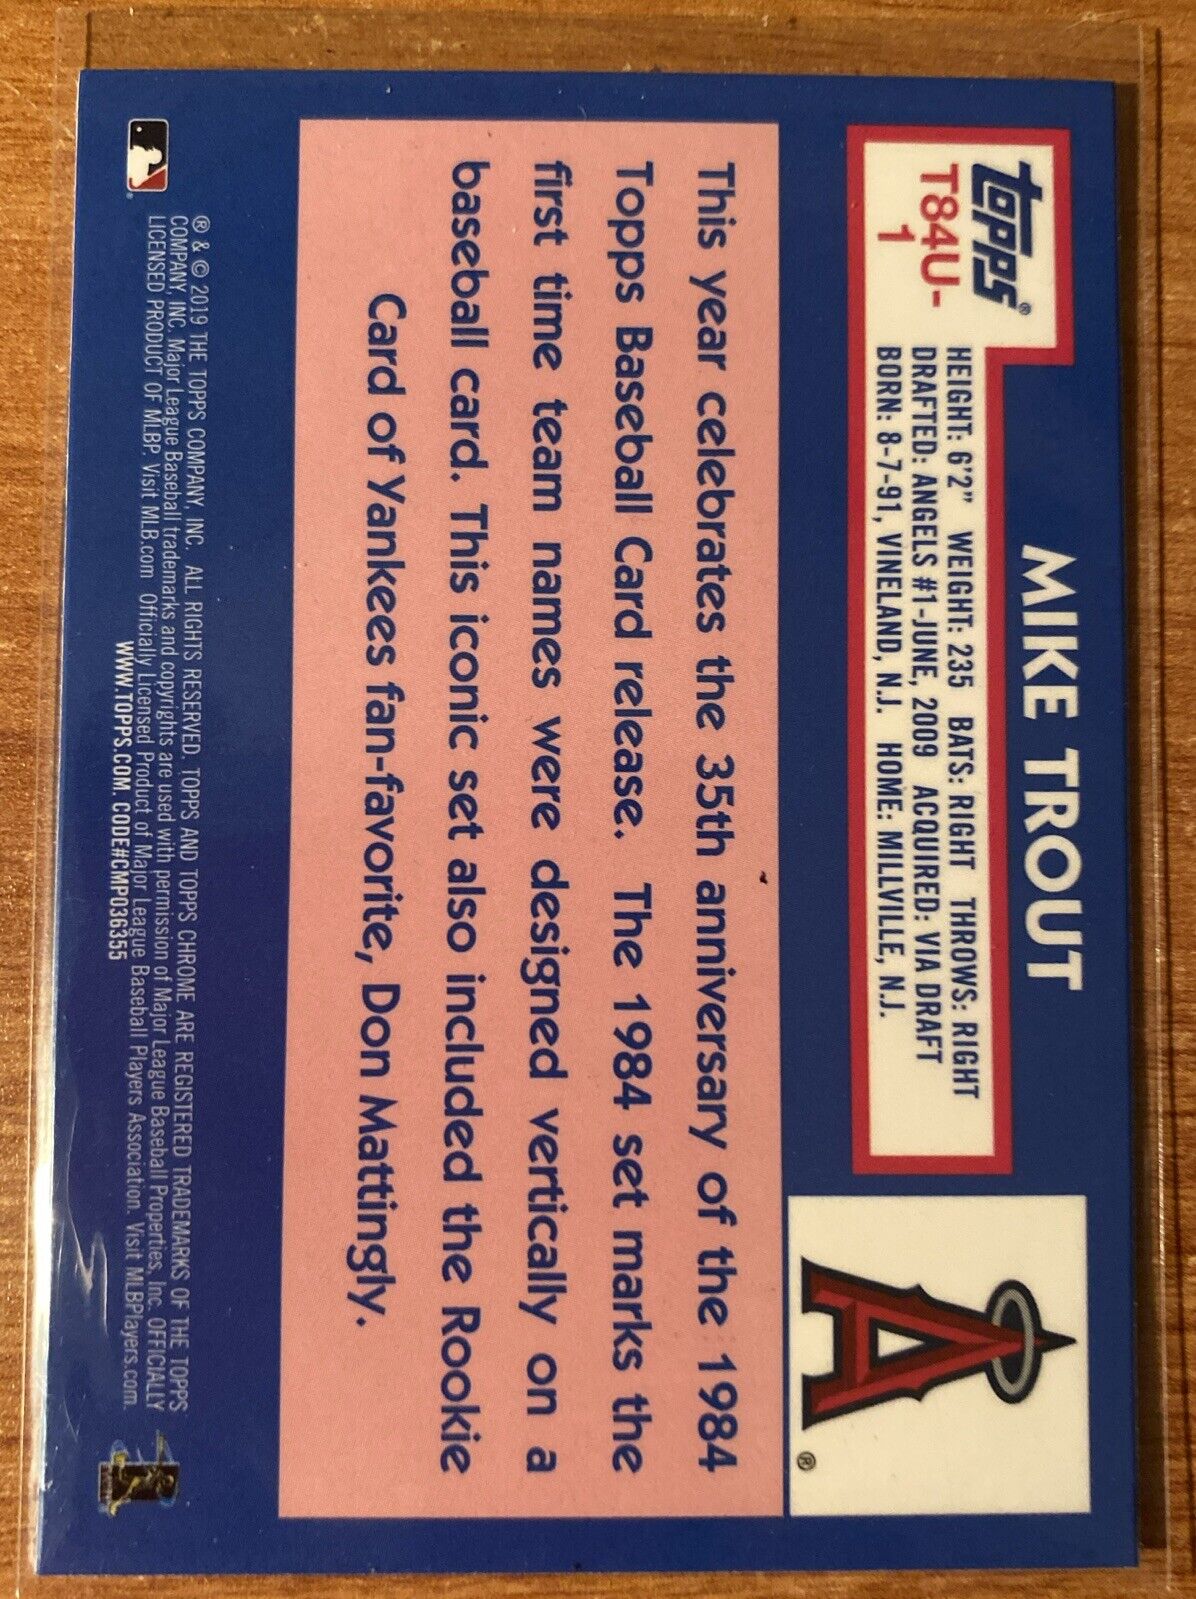 MIKE TROUT
Topps®
T84U-
1
HEIGHT: 6'2" WEIGHT: 235 BATS: RIGHT THROWS: RIGHT
DRAFTED: ANGELS #1-JUNE, 2009 ACQUIRED: VIA DRAFT
BORN: 8-7-91, VINELAND, N.J. HOME: MILLVILLE, N.J.
A
®
This year celebrates the 35th anniversary of the 1984
Topps Baseball Card release. The 1984 set marks the
first time team names were designed vertically on a
baseball card. This iconic set also included the Rookie
Card of Yankees fan-favorite, Don Mattingly.
® & © 2019 THE TOPPS COMPANY, INC. ALL RIGHTS RESERVED. TOPPS AND TOPPS CHROME ARE REGISTERED TRADEMARKS OF THE TOPPS
COMPANY, INC. Major League Baseball trademarks and copyrights are used with permission of Major League Baseball Properties, Inc. OFFICIALLY
LICENSED PRODUCT OF MLBP. Visit MLB.com Officially Licensed Product of Major League Baseball Players Association. Visit MLBPlayers.com
WWW.TOPPS.COM. CODE#CMP036355
®